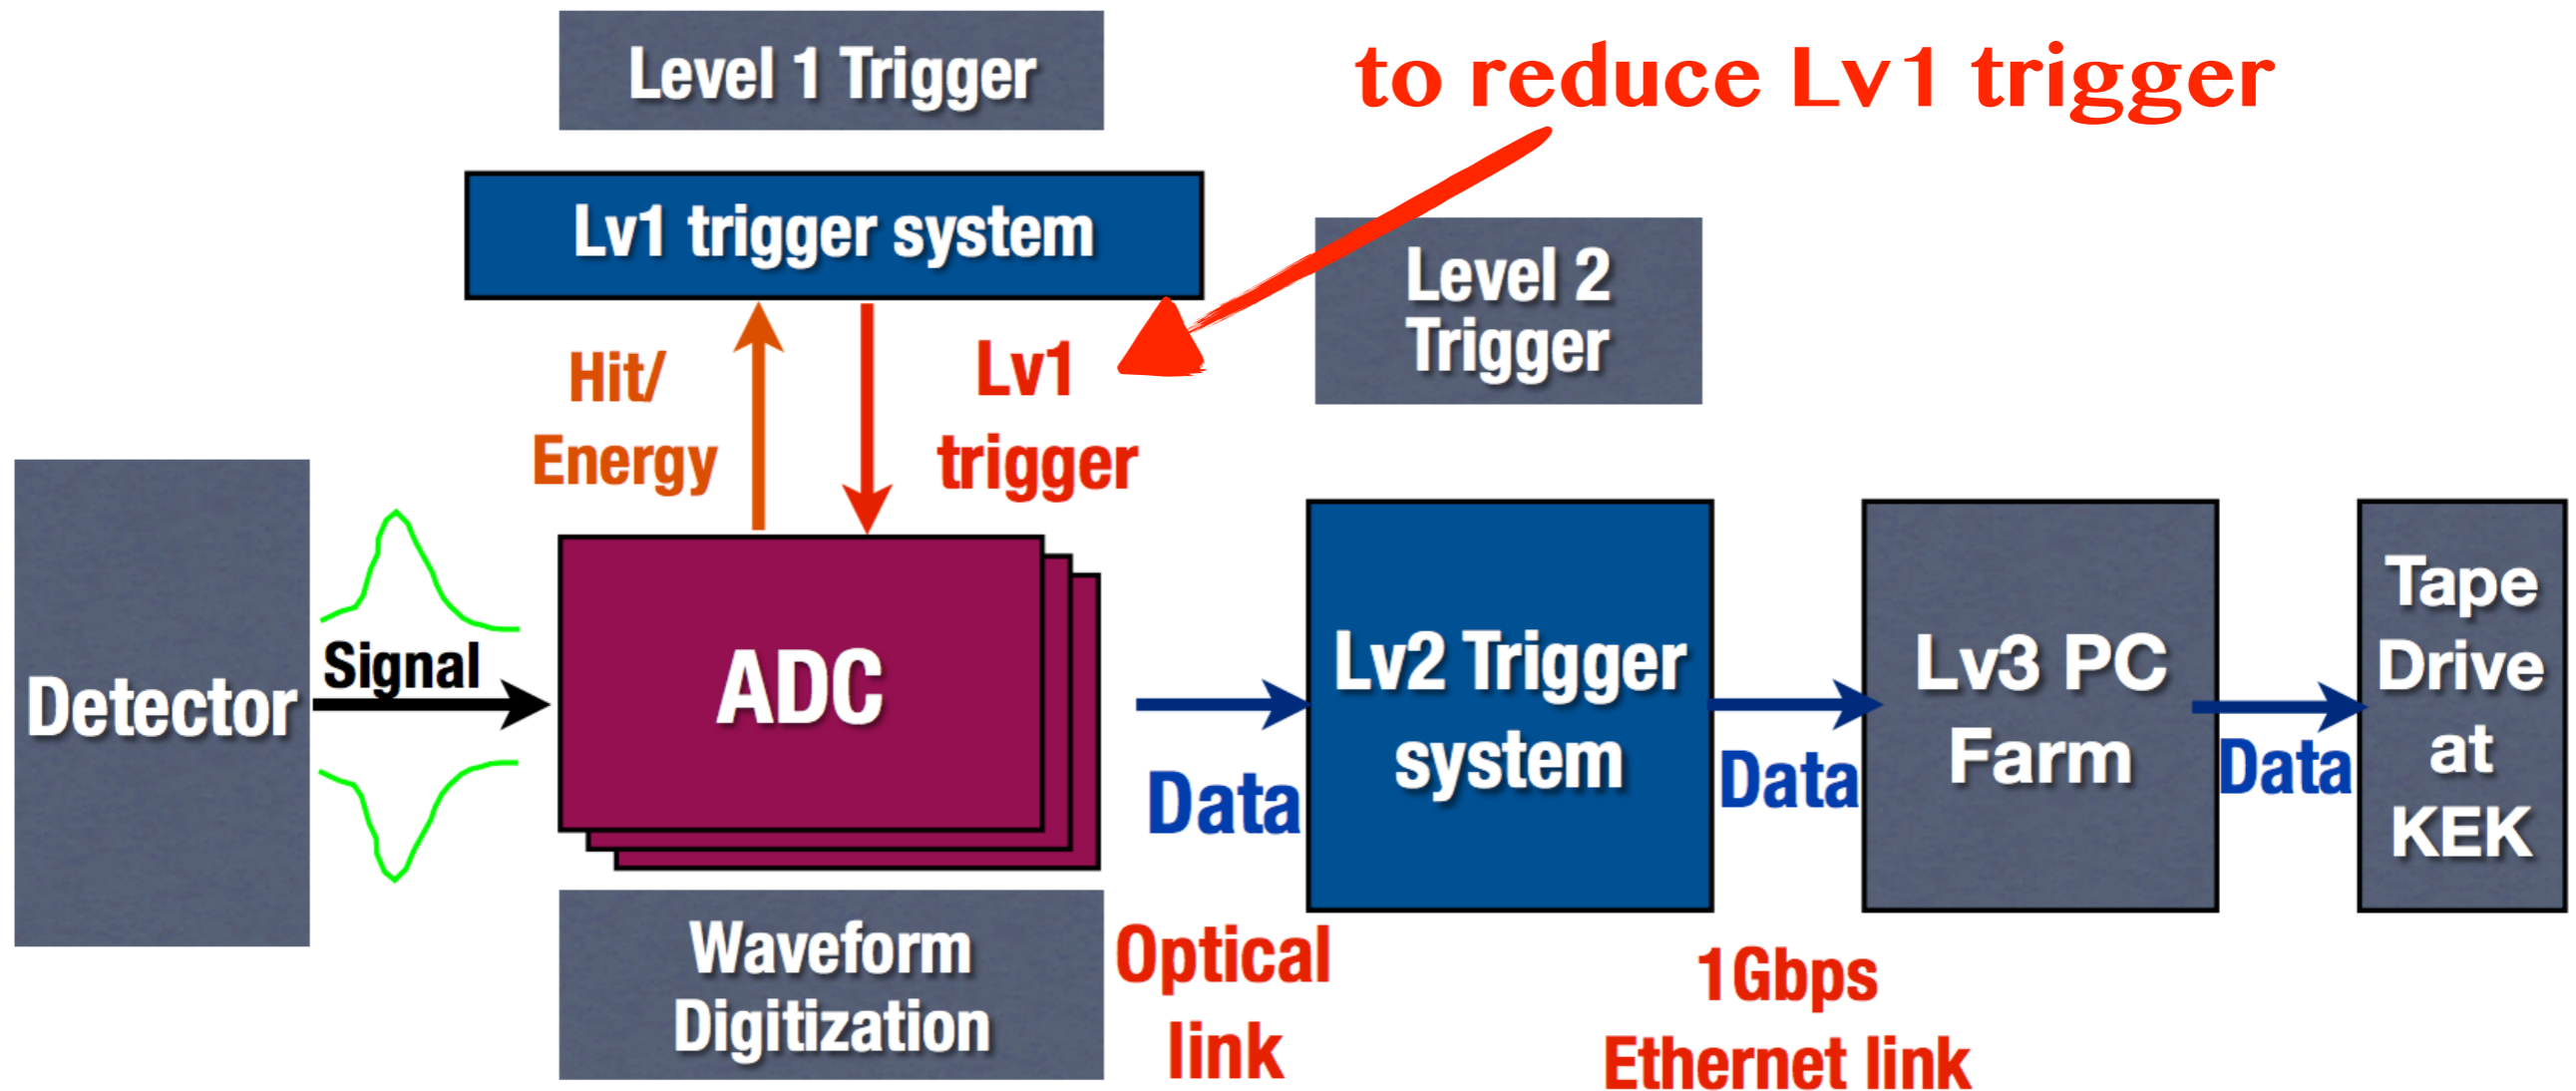 Level 1 Trigger
to reduce Lv1 trigger
Lv1 trigger system
Level 2
Trigger
Hit/
Energy
Lv1
trigger
Detector
Signal
ADC
Data
Lv2 Trigger
system
Data
Lv3 PC
Farm
Data
Tape
Drive
at
KEK
Waveform
Digitization
Optical
link
1Gbps
Ethernet link